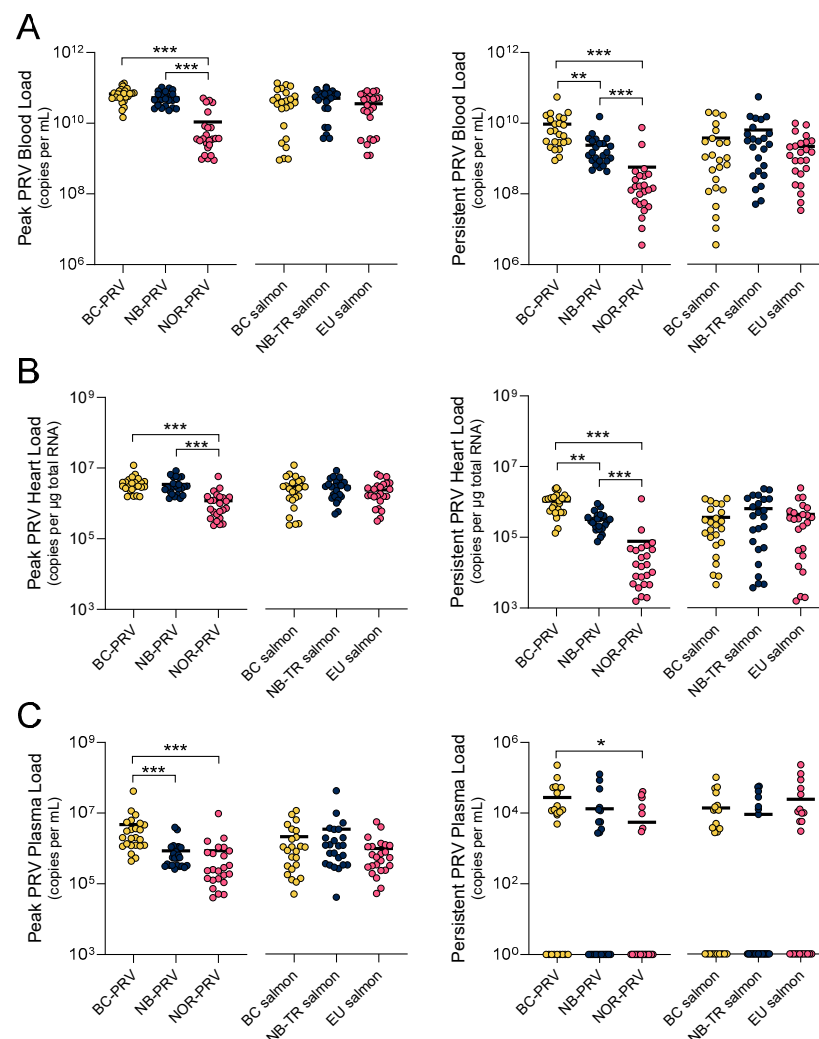 A
Peak PRV Blood Load
(copies per mL)
10¹²
10¹⁰
10⁸
10⁶
***
***
BC-PRV
NB-PRV
NOR-PRV
BC salmon
NB-TR salmon
EU salmon
Persistent PRV Blood Load
(copies per mL)
10¹²
10¹⁰
10⁸
10⁶
***
**
***
BC-PRV
NB-PRV
NOR-PRV
BC salmon
NB-TR salmon
EU salmon
B
Peak PRV Heart Load
(copies per µg total RNA)
10⁹
10⁷
10⁵
10³
***
***
BC-PRV
NB-PRV
NOR-PRV
BC salmon
NB-TR salmon
EU salmon
Persistent PRV Heart Load
(copies per µg total RNA)
10⁹
10⁷
10⁵
10³
***
**
***
BC-PRV
NB-PRV
NOR-PRV
BC salmon
NB-TR salmon
EU salmon
C
Peak PRV Plasma Load
(copies per mL)
10⁹
10⁷
10⁵
10³
***
***
BC-PRV
NB-PRV
NOR-PRV
BC salmon
NB-TR salmon
EU salmon
Persistent PRV Plasma Load
(copies per mL)
10⁶
10⁴
10²
10⁰
*
BC-PRV
NB-PRV
NOR-PRV
BC salmon
NB-TR salmon
EU salmon